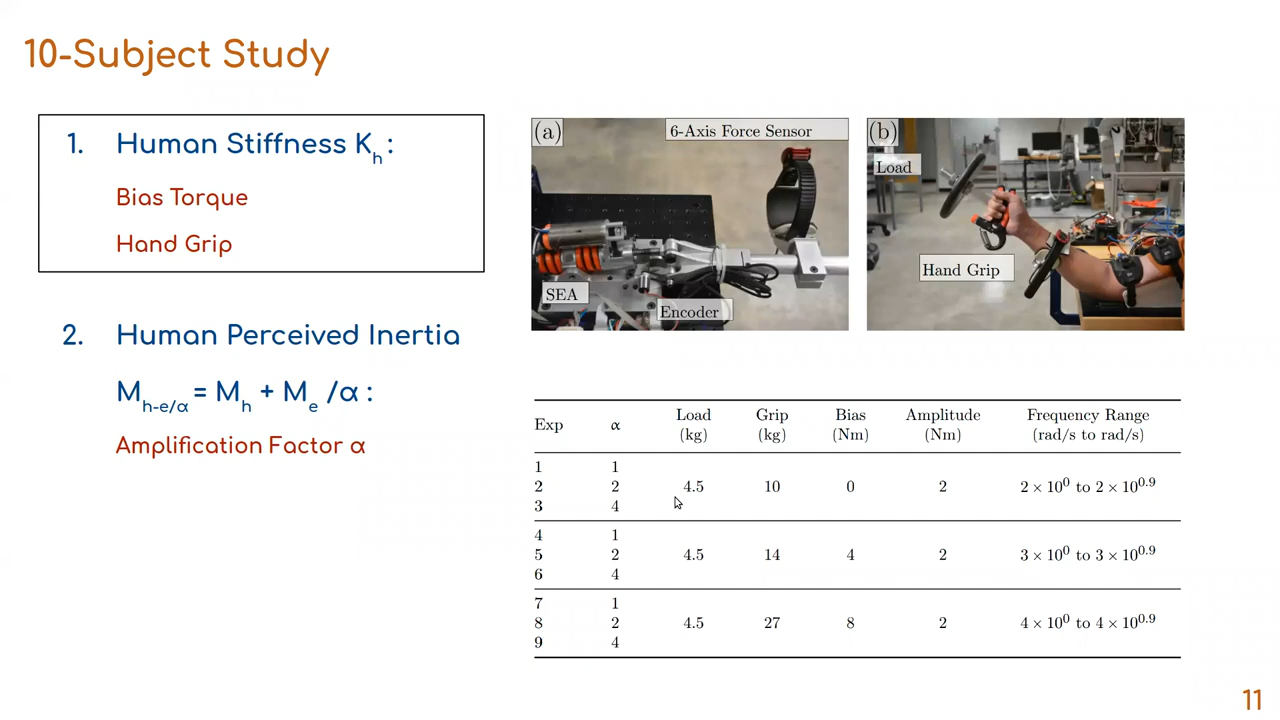 10-Subject Study
1. Human Stiffness Kh :
Bias Torque
Hand Grip
2. Human Perceived Inertia
Mh-e/α = Mh + Me /α :
Amplification Factor α
(a)
6-Axis Force Sensor
SEA
Encoder
(b)
Load
Hand Grip
Exp α Load (kg) Grip (kg) Bias (Nm) Amplitude (Nm) Frequency Range (rad/s to rad/s)
1 1
2 2 4.5 10 0 2 2 × 10^0 to 2 × 10^0.9
3 4
4 1
5 2 4.5 14 4 2 3 × 10^0 to 3 × 10^0.9
6 4
7 1
8 2 4.5 27 8 2 4 × 10^0 to 4 × 10^0.9
9 4
11